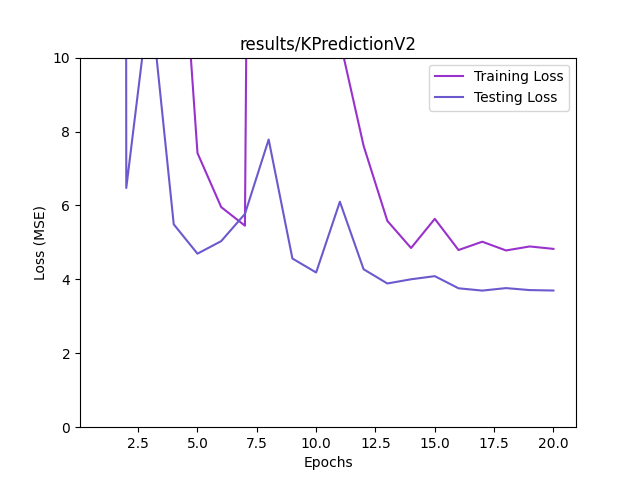 results/KPredictionV2
Training Loss
Testing Loss
10
8
6
4
2
0
Loss (MSE)
2.5 5.0 7.5 10.0 12.5 15.0 17.5 20.0
Epochs